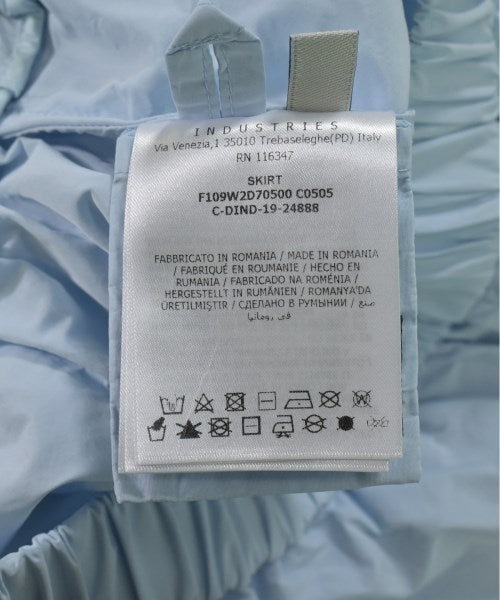 INDUSTRIES
Via Venezia,1 35010 Trebaseleghe(PD) Italy
RN 116347
SKIRT
F109W2D70500 C0505
C-DIND-19-24888
FABBRICATO IN ROMANIA / MADE IN ROMANIA
/ FABRIQUÉ EN ROUMANIE / HECHO EN
RUMANIA / FABRICADO NA ROMÉNIA /
HERGESTELLT IN RUMÄNIEN / ROMANYA'DA
ÜRETILMIŞTIR / СДЕЛАНО В РУМЫНИИ / صنع
في رومانيا